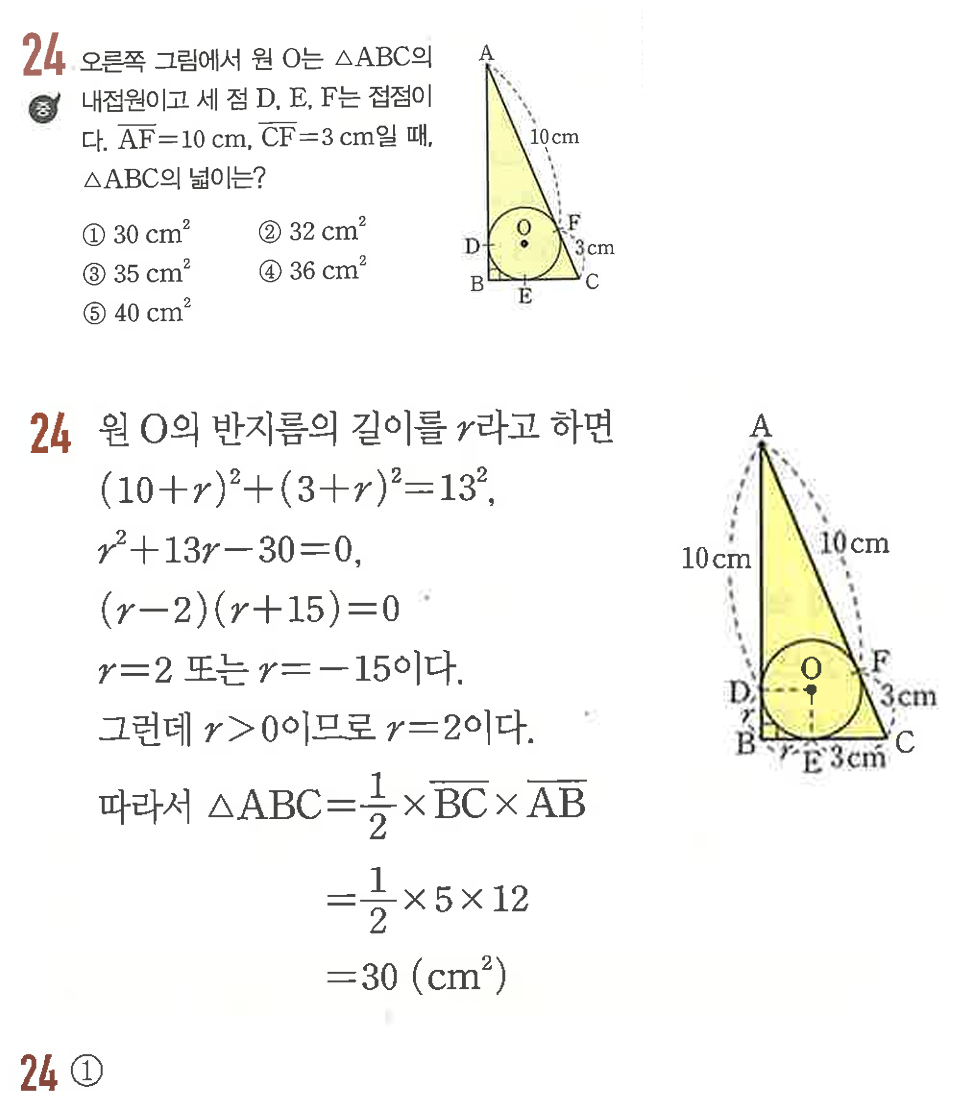 24 오른쪽 그림에서 원 O는 △ABC의
중 내접원이고 세 점 D, E, F는 접점이
다. \overline{AF}=10 cm, \overline{CF}=3 cm일 때,
△ABC의 넓이는?
① 30 cm² ② 32 cm²
③ 35 cm² ④ 36 cm²
⑤ 40 cm²
A
10cm
O
F
D
3cm
B
E
C
24 원 O의 반지름의 길이를 r라고 하면
(10+r)²+(3+r)²=13²,
r²+13r-30=0,
(r-2)(r+15)=0
r=2 또는 r=-15이다.
그런데 r>0이므로 r=2이다.
따라서 △ABC=\frac{1}{2}×\overline{BC}×\overline{AB}
=\frac{1}{2}×5×12
=30 (cm²)
A
10cm
10cm
O
F
D
3cm
r
B
r
E
3cm
C
24 ①